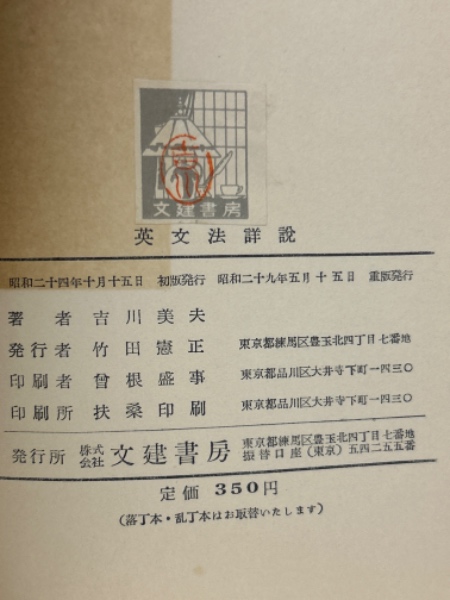 文建書房
英文法詳説
昭和二十四年十月十五日 初版発行 昭和二十九年五月十五日 重版発行
著者 吉川美夫
発行者 竹田憲正 東京都練馬区豊玉北四丁目七番地
印刷者 曾根盛事 東京都品川区大井寺下町一四三〇
印刷所 扶桑印刷 東京都品川区大井寺下町一四三〇
発行所 株式会社 文建書房 東京都練馬区豊玉北四丁目七番地
振替口座(東京)五四二五五番
定価 350円
(落丁本・乱丁本はお取替いたします)